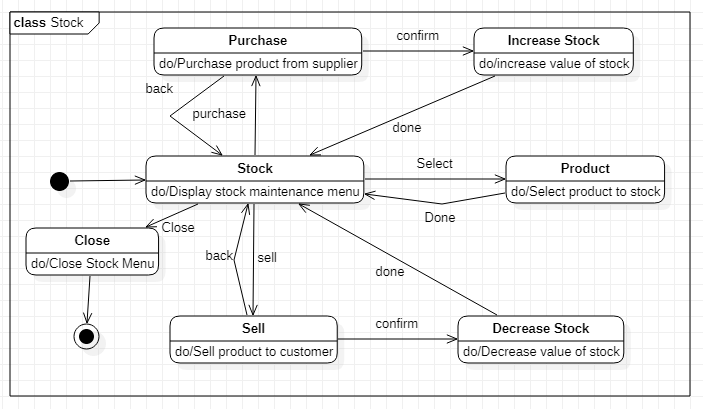 class Stock
Purchase
do/Purchase product from supplier
confirm
Increase Stock
do/increase value of stock
back
purchase
done
Stock
do/Display stock maintenance menu
Select
Product
do/Select product to stock
Done
Close
Close
do/Close Stock Menu
back
sell
done
Sell
do/Sell product to customer
confirm
Decrease Stock
do/Decrease value of stock